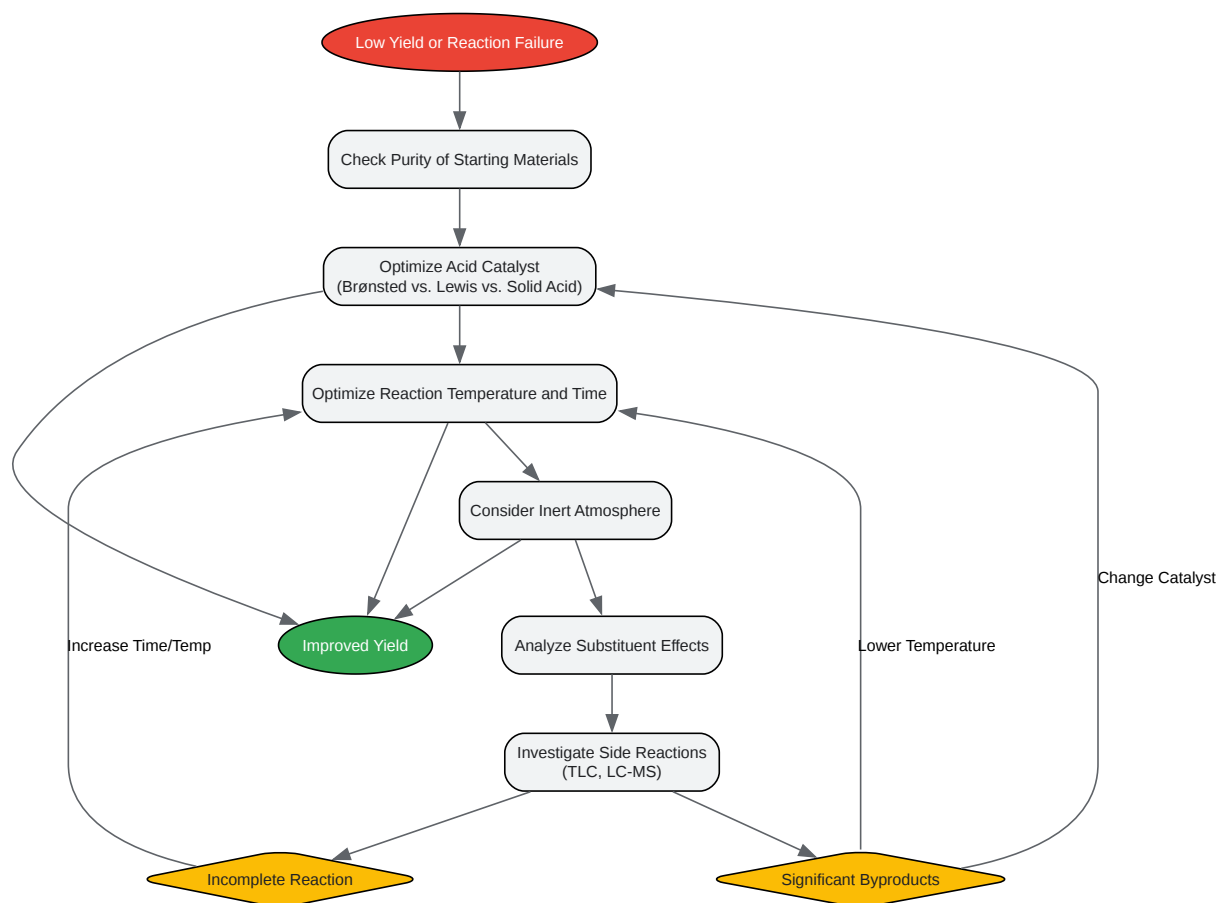 Low Yield or Reaction Failure
Check Purity of Starting Materials
Optimize Acid Catalyst
(Brønsted vs. Lewis vs. Solid Acid)
Optimize Reaction Temperature and Time
Consider Inert Atmosphere
Change Catalyst
Increase Time/Temp
Improved Yield
Analyze Substituent Effects
Lower Temperature
Investigate Side Reactions
(TLC, LC-MS)
Incomplete Reaction
Significant Byproducts